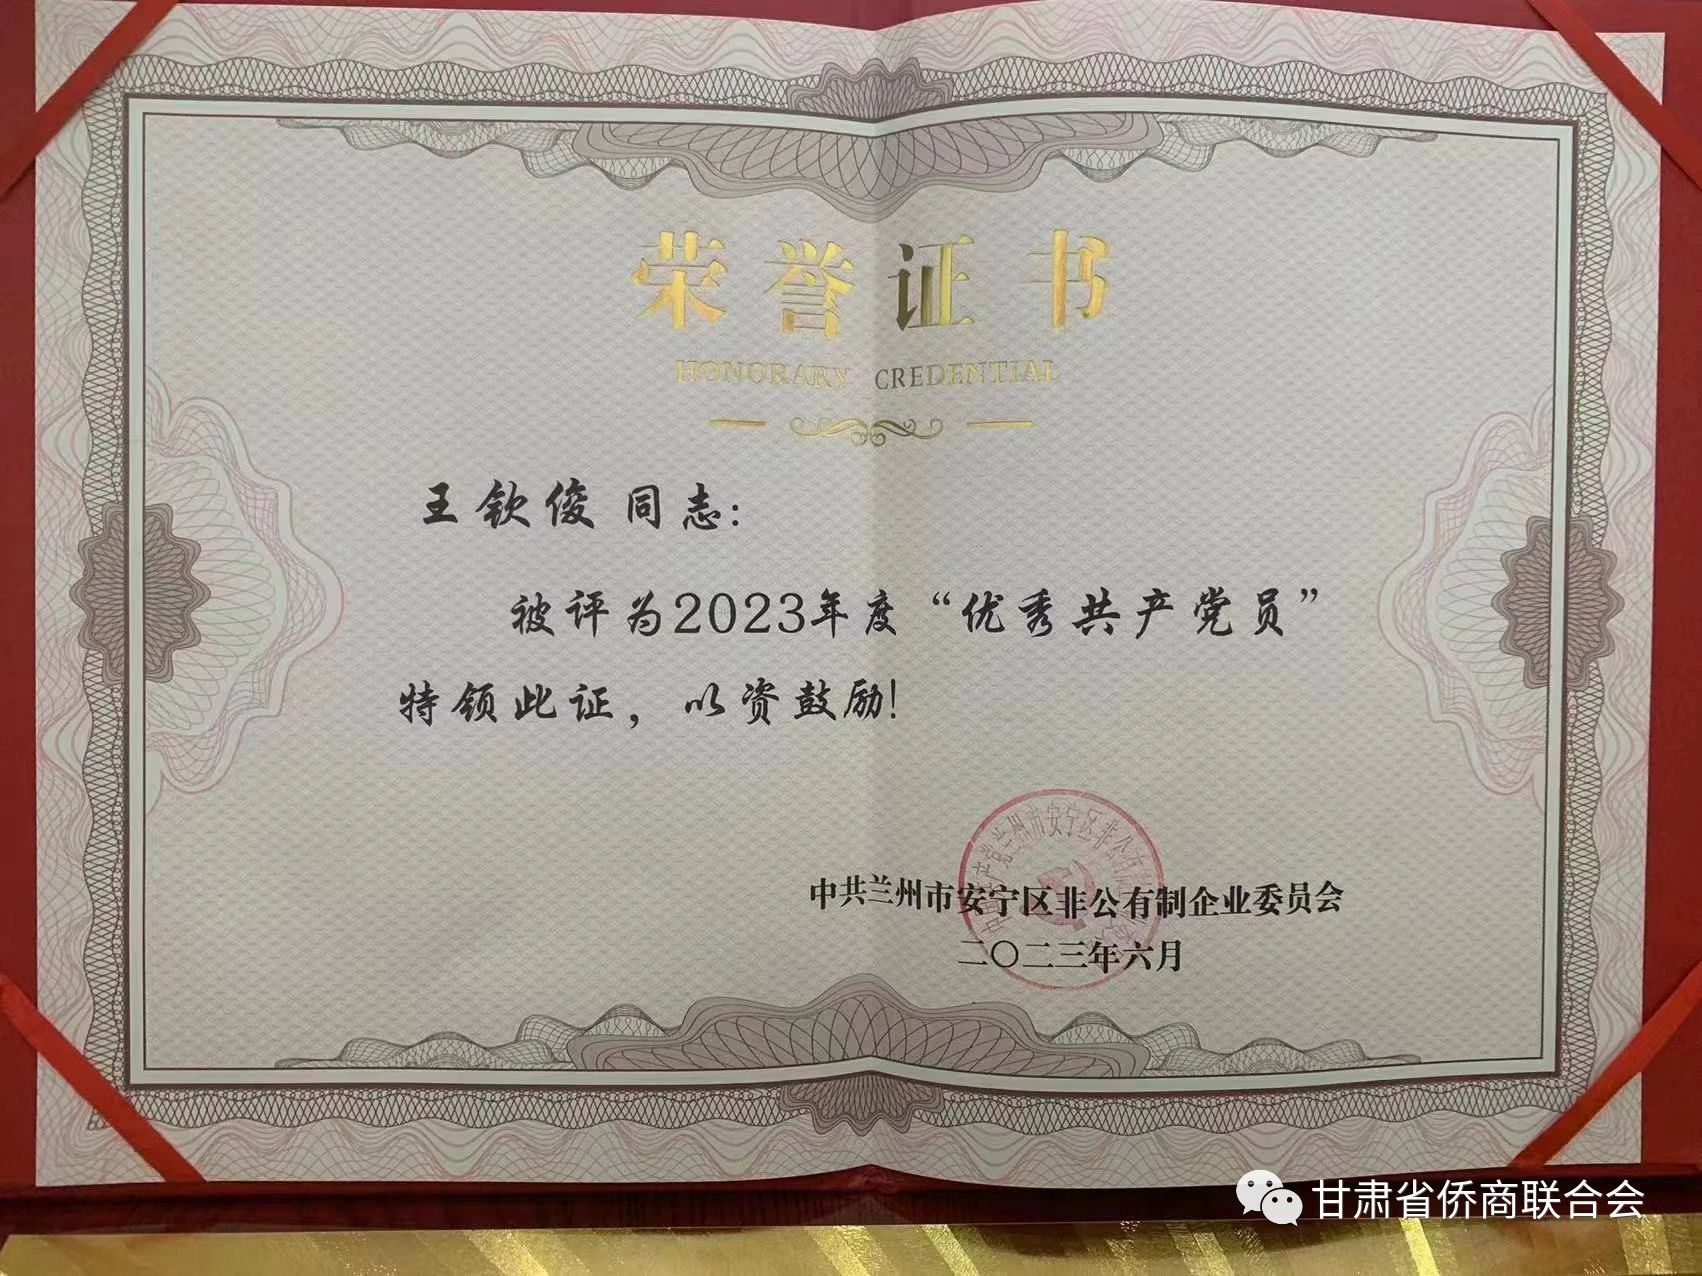 荣誉证书
HONORARY CREDENTIAL
王钦俊 同志：
被评为2023年度“优秀共产党员”
特领此证，以资鼓励！
中共兰州市安宁区非公有制企业委员会
二〇二三年六月
甘肃省侨商联合会